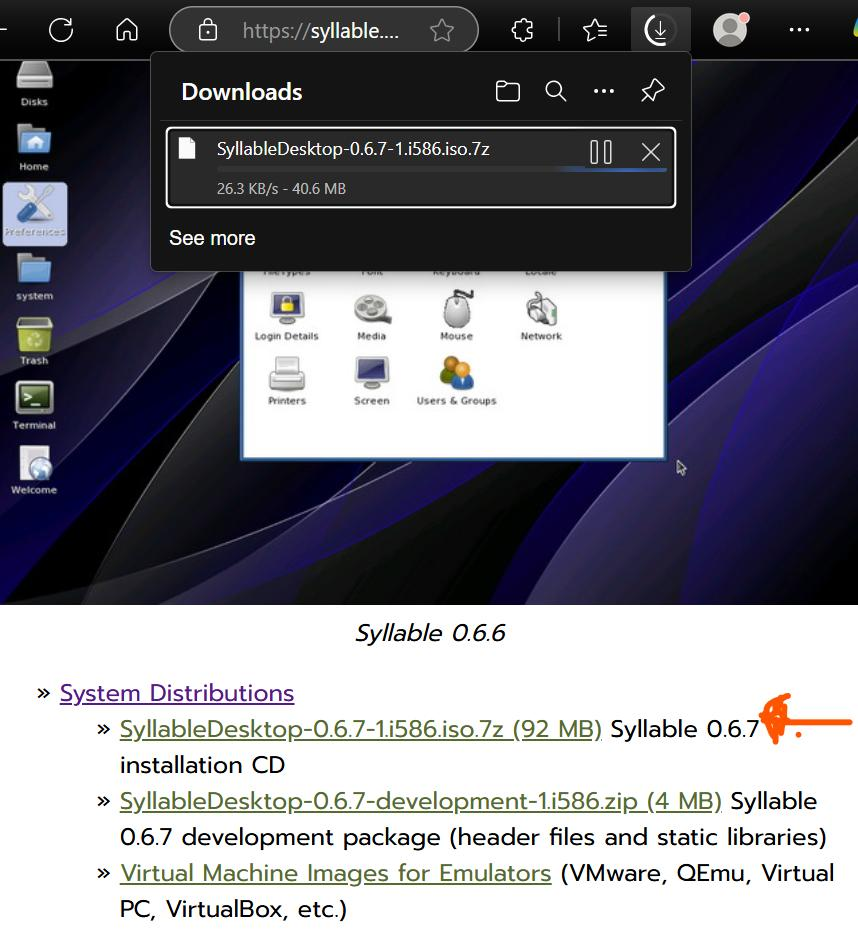 https://syllable....
Downloads
SyllableDesktop-0.6.7-1.i586.iso.7z
26.3 KB/s - 40.6 MB
See more
Disks
Home
Preferences
system
Trash
Terminal
Welcome
FileTypes Font Keyboard Locale
Login Details Media Mouse Network
Printers Screen Users & Groups
Syllable 0.6.6
» System Distributions
» SyllableDesktop-0.6.7-1.i586.iso.7z (92 MB) Syllable 0.6.7
installation CD
» SyllableDesktop-0.6.7-development-1.i586.zip (4 MB) Syllable
0.6.7 development package (header files and static libraries)
» Virtual Machine Images for Emulators (VMware, QEmu, Virtual
PC, VirtualBox, etc.)